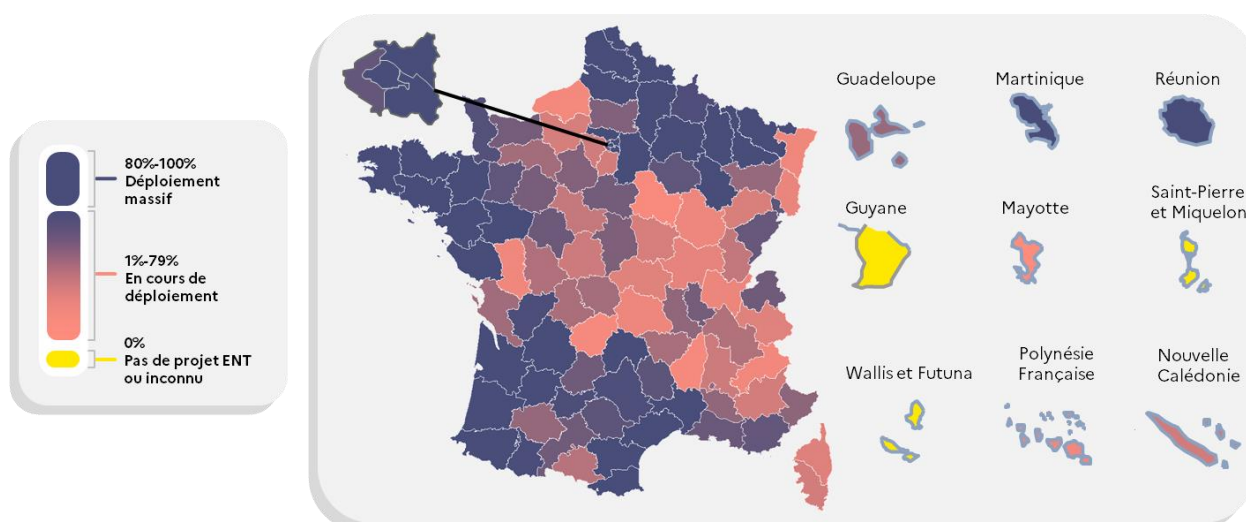 80%-100%
Déploiement
massif
1%-79%
En cours de
déploiement
0%
Pas de projet ENT
ou inconnu
Guadeloupe
Martinique
Réunion
Guyane
Mayotte
Saint-Pierre
et Miquelon
Wallis et Futuna
Polynésie
Française
Nouvelle
Calédonie